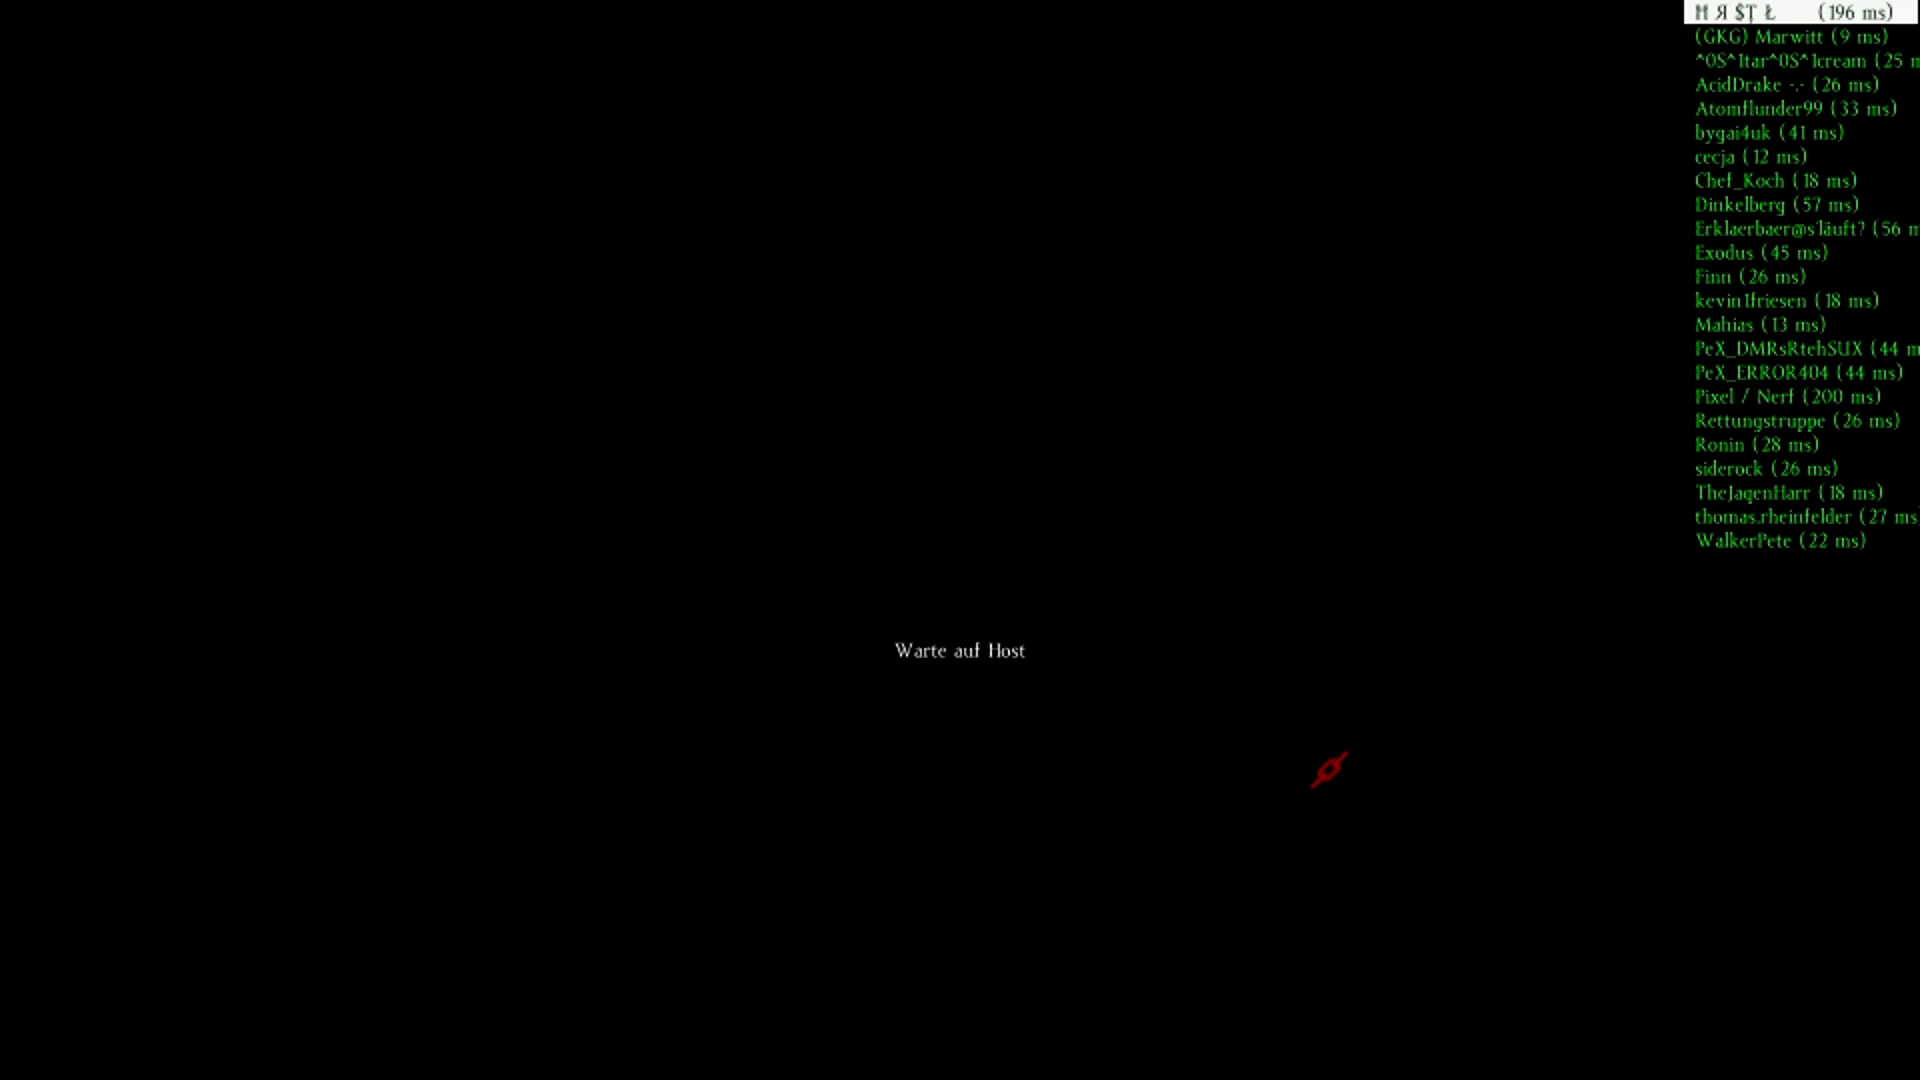 Ħ Я $Ţ Ł (196 ms)
(GKG) Marwitt (9 ms)
^0S^1tar^0S^1cream (25 m
AcidDrake -.- (26 ms)
Atomflunder99 (33 ms)
bygai4uk (41 ms)
cecja (12 ms)
Chef_Koch (18 ms)
Dinkelberg (57 ms)
Erklaerbaer@s'läuft? (56 m
Exodus (45 ms)
Finn (26 ms)
kevin1friesen (18 ms)
Mahias (13 ms)
PeX_DMRsRtehSUX (44 m
PeX_ERROR404 (44 ms)
Pixel / Nerf (200 ms)
Rettungstruppe (26 ms)
Ronin (28 ms)
siderock (26 ms)
TheJaqenHarr (18 ms)
thomas.rheinfelder (27 ms
WalkerPete (22 ms)
Warte auf Host